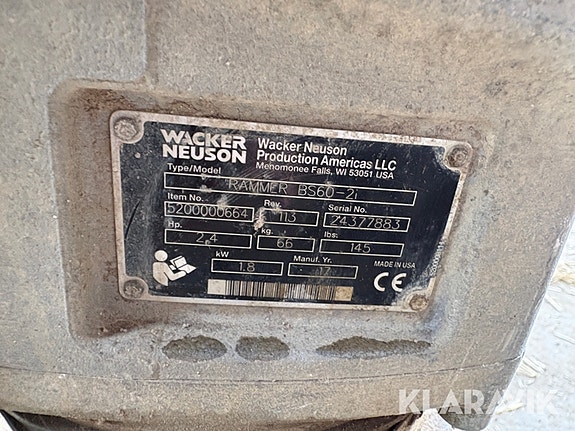 WACKER
NEUSON
Wacker Neuson
Production Americas LLC
Menomonee Falls, WI 53051 USA
Type/Model
RAMMER BS60-2i
Item No. Rev. Serial No.
5200000664 113 24377883
Hp. kg. lbs:
2.4 66 145
kW Manuf. Yr.
1.8 17
MADE IN USA
CE
KLARAVIK